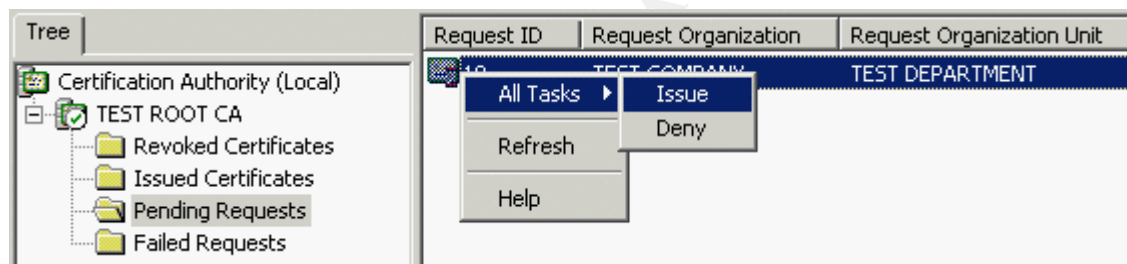 Tree
Request ID Request Organization Request Organization Unit
TEST DEPARTMENT
Certification Authority (Local)
TEST ROOT CA
Revoked Certificates
Issued Certificates
Pending Requests
Failed Requests
All Tasks
Issue
Deny
Refresh
Help